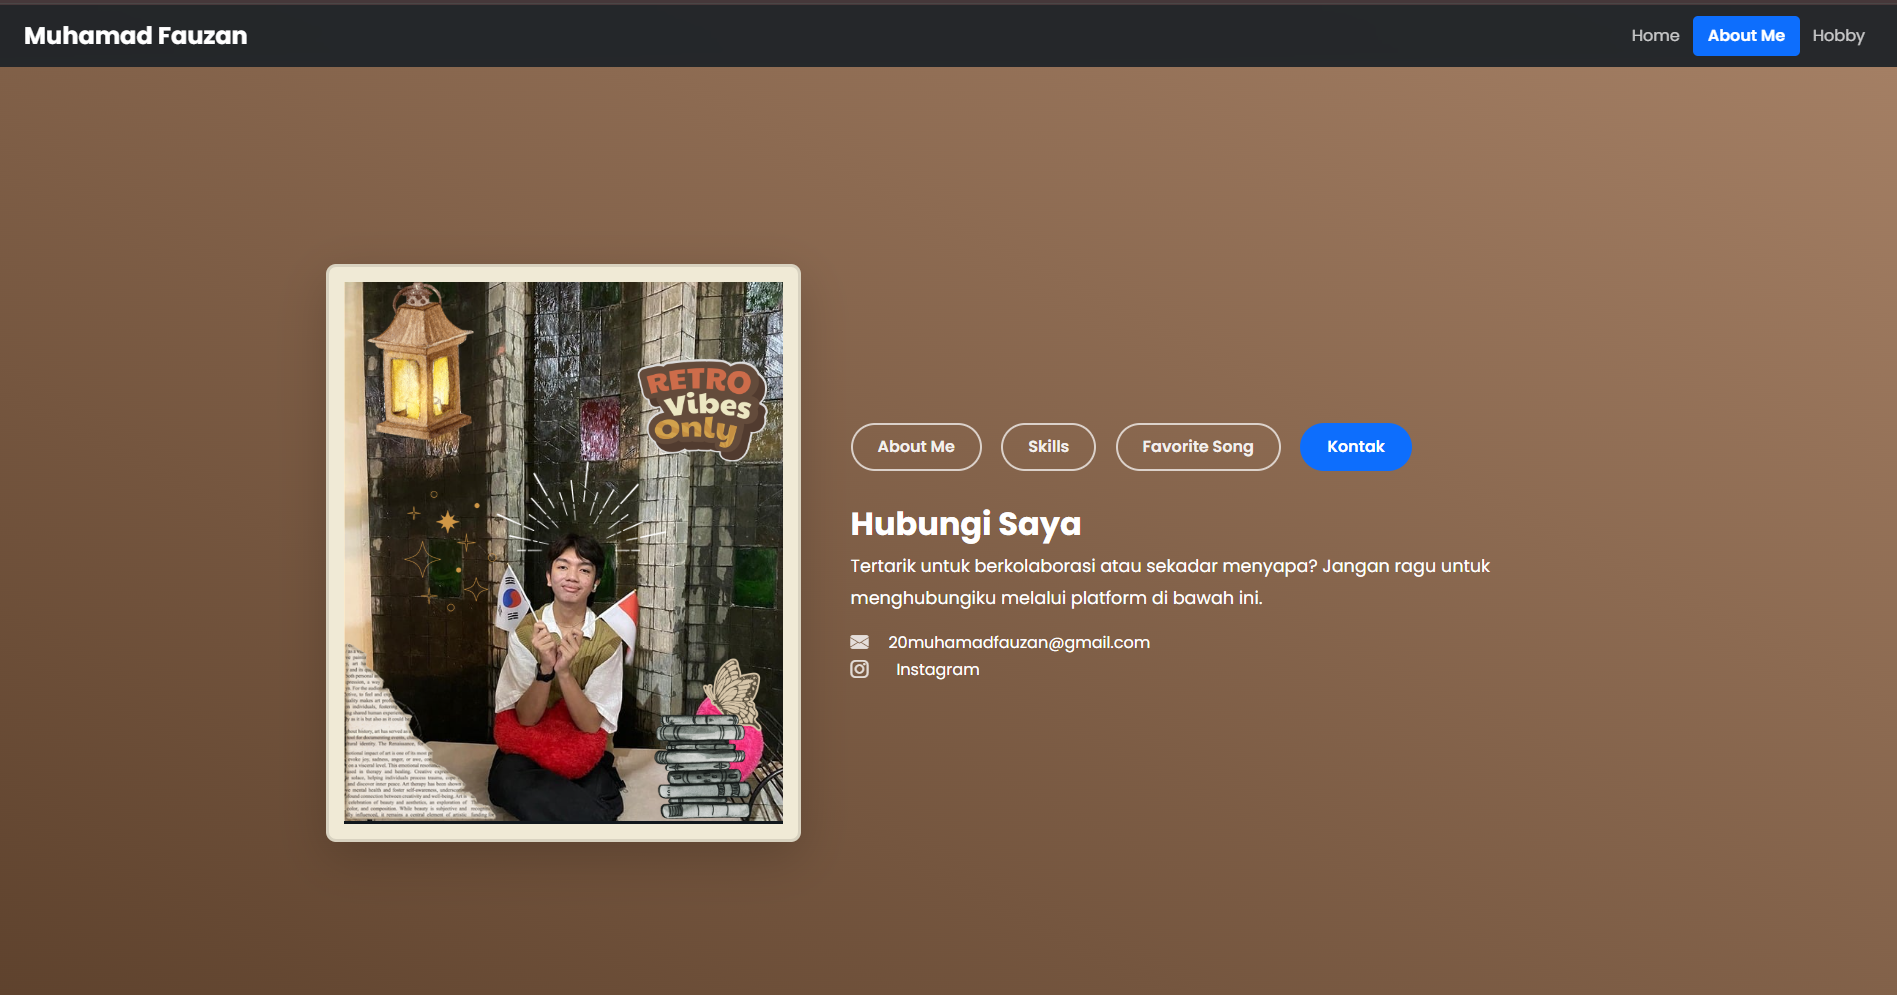 Muhamad Fauzan
Home
About Me
Hobby
RETRO
Vibes
Only
About Me
Skills
Favorite Song
Kontak
Hubungi Saya
Tertarik untuk berkolaborasi atau sekadar menyapa? Jangan ragu untuk
menghubungiku melalui platform di bawah ini.
20muhamadfauzan@gmail.com
Instagram